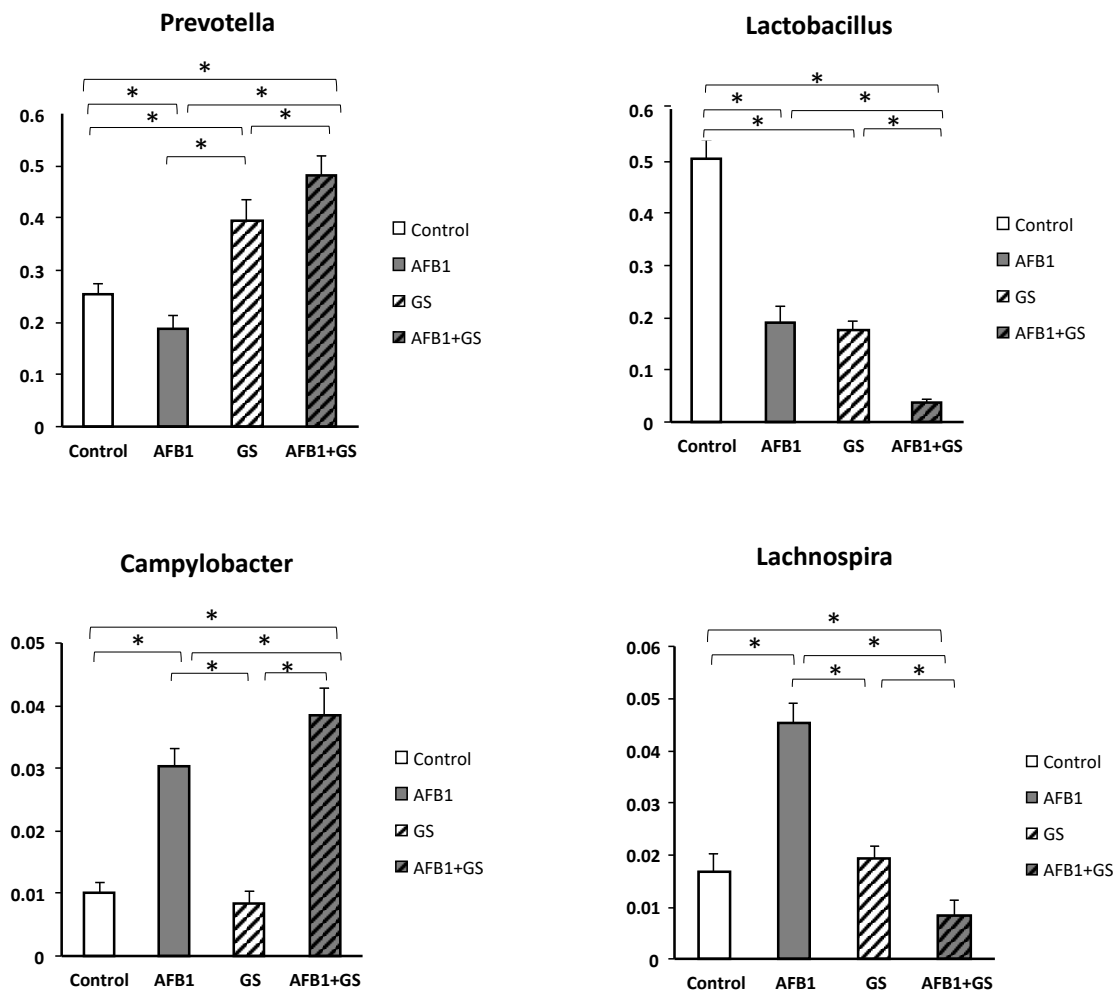 Prevotella
*
* *
* *
*
0.6
0.5
0.4
0.3
0.2
0.1
0
Control AFB1 GS AFB1+GS
Control
AFB1
GS
AFB1+GS
Lactobacillus
*
* *
* *
0.6
0.5
0.4
0.3
0.2
0.1
0
Control AFB1 GS AFB1+GS
Control
AFB1
GS
AFB1+GS
Campylobacter
*
* *
* *
0.05
0.04
0.03
0.02
0.01
0
Control AFB1 GS AFB1+GS
Control
AFB1
GS
AFB1+GS
Lachnospira
*
* *
* *
0.06
0.05
0.04
0.03
0.02
0.01
0
Control AFB1 GS AFB1+GS
Control
AFB1
GS
AFB1+GS